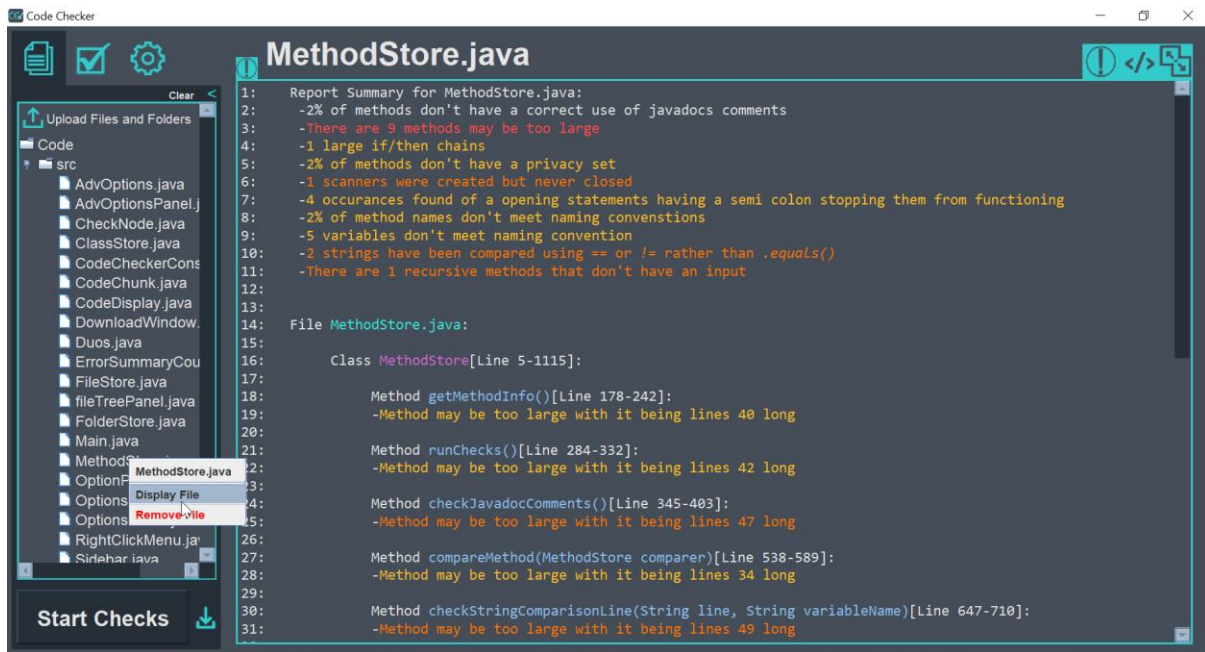 Code Checker
MethodStore.java
Clear <
Upload Files and Folders
Code
src
AdvOptions.java
AdvOptionsPanel.j
CheckNode.java
ClassStore.java
CodeCheckerCons
CodeChunk.java
CodeDisplay.java
DownloadWindow.
Duos.java
ErrorSummaryCou
FileStore.java
fileTreePanel.java
FolderStore.java
Main.java
MethodS
OptionP
Options
Options
RightClickMenu.ja
Sidebar.java
MethodStore.java
Display File
Remove File
Start Checks
</>
1: Report Summary for MethodStore.java:
2: -2% of methods don't have a correct use of javadocs comments
3: -There are 9 methods may be too large
4: -1 large if/then chains
5: -2% of methods don't have a privacy set
6: -1 scanners were created but never closed
7: -4 occurances found of a opening statements having a semi colon stopping them from functioning
8: -2% of method names don't meet naming convenstions
9: -5 variables don't meet naming convention
10: -2 strings have been compared using == or != rather than .equals()
11: -There are 1 recursive methods that don't have an input
12:
13:
14: File MethodStore.java:
15:
16: Class MethodStore[Line 5-1115]:
17:
18: Method getMethodInfo()[Line 178-242]:
19: -Method may be too large with it being lines 40 long
20:
21: Method runChecks()[Line 284-332]:
22: -Method may be too large with it being lines 42 long
23:
24: Method checkJavadocComments()[Line 345-403]:
25: -Method may be too large with it being lines 47 long
26:
27: Method compareMethod(MethodStore comparer)[Line 538-589]:
28: -Method may be too large with it being lines 34 long
29:
30: Method checkStringComparisonLine(String line, String variableName)[Line 647-710]:
31: -Method may be too large with it being lines 49 long